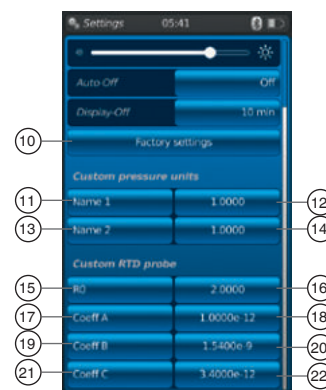 Settings 05:41
Auto-Off Off
Display-Off 10 min
10 Factory settings
Custom pressure units
11 Name 1 1.0000 12
13 Name 2 1.0000 14
Custom RTD probe
15 R0 2.0000 16
17 Coeff A 1.0000e-12 18
19 Coeff B 1.5400e-9 20
21 Coeff C 3.4000e-12 22